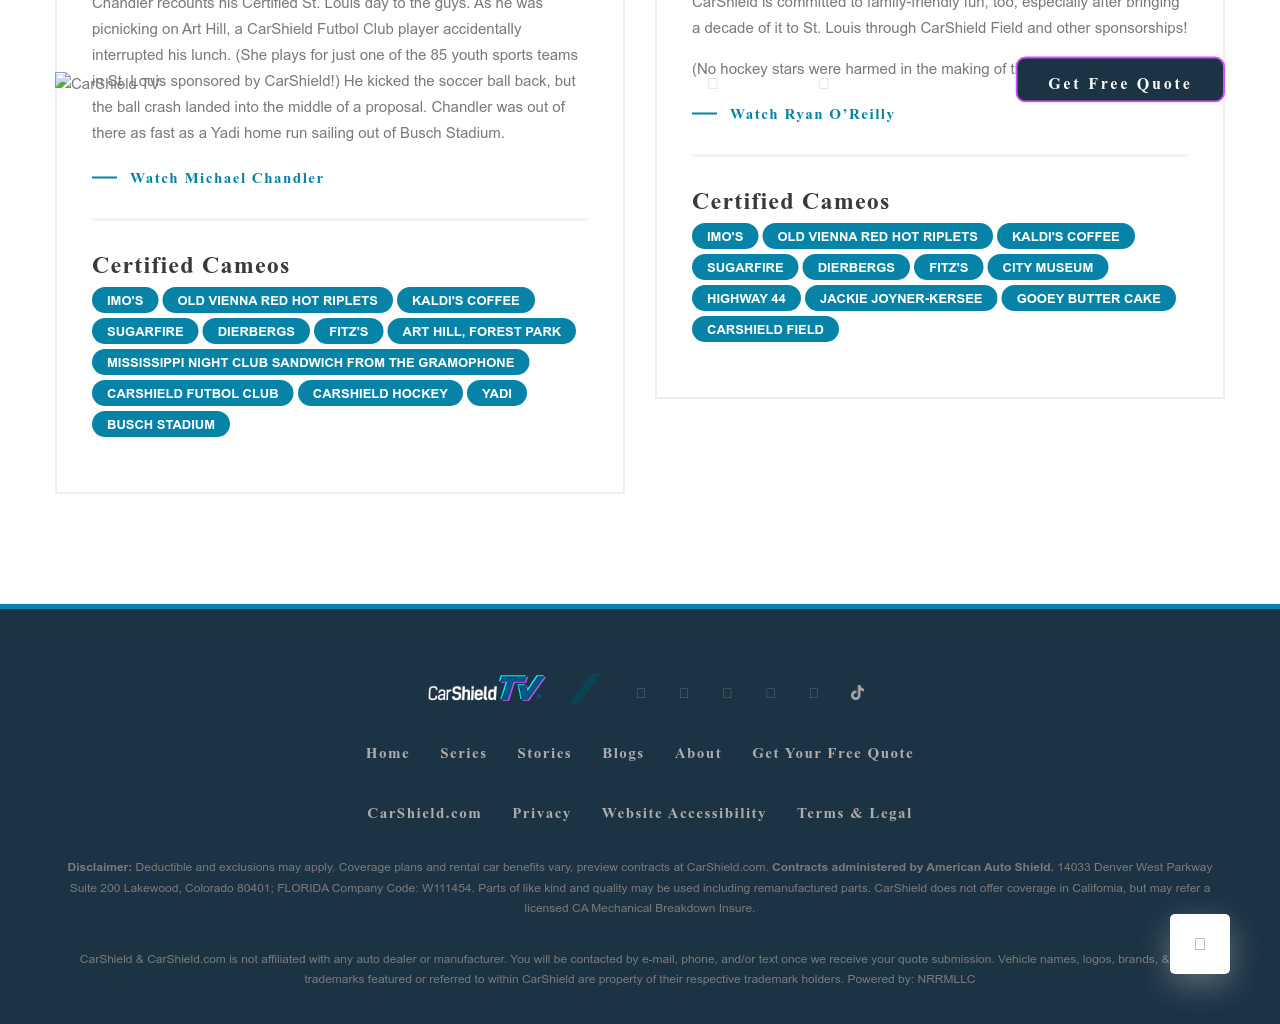 Chandler recounts his Certified St. Louis day to the guys. As he was
picnicking on Art Hill, a CarShield Futbol Club player accidentally
interrupted his lunch. (She plays for just one of the 85 youth sports teams
in St. Louis sponsored by CarShield!) He kicked the soccer ball back, but
the ball crash landed into the middle of a proposal. Chandler was out of
there as fast as a Yadi home run sailing out of Busch Stadium.
CarShield TV
Watch Michael Chandler
Certified Cameos
IMO'S OLD VIENNA RED HOT RIPLETS KALDI'S COFFEE
SUGARFIRE DIERBERGS FITZ'S ART HILL, FOREST PARK
MISSISSIPPI NIGHT CLUB SANDWICH FROM THE GRAMOPHONE
CARSHIELD FUTBOL CLUB CARSHIELD HOCKEY YADI
BUSCH STADIUM
CarShield is committed to family-friendly fun, too, especially after bringing
a decade of it to St. Louis through CarShield Field and other sponsorships!
(No hockey stars were harmed in the making of
Get Free Quote
Watch Ryan O’Reilly
Certified Cameos
IMO'S OLD VIENNA RED HOT RIPLETS KALDI'S COFFEE
SUGARFIRE DIERBERGS FITZ'S CITY MUSEUM
HIGHWAY 44 JACKIE JOYNER-KERSEE GOOEY BUTTER CAKE
CARSHIELD FIELD
CarShield TV
Home Series Stories Blogs About Get Your Free Quote
CarShield.com Privacy Website Accessibility Terms & Legal
Disclaimer: Deductible and exclusions may apply. Coverage plans and rental car benefits vary, preview contracts at CarShield.com. Contracts administered by American Auto Shield. 14033 Denver West Parkway
Suite 200 Lakewood, Colorado 80401; FLORIDA Company Code: W111454. Parts of like kind and quality may be used including remanufactured parts. CarShield does not offer coverage in California, but may refer a
licensed CA Mechanical Breakdown Insure.
CarShield & CarShield.com is not affiliated with any auto dealer or manufacturer. You will be contacted by e-mail, phone, and/or text once we receive your quote submission. Vehicle names, logos, brands, &
trademarks featured or referred to within CarShield are property of their respective trademark holders. Powered by: NRRMLLC